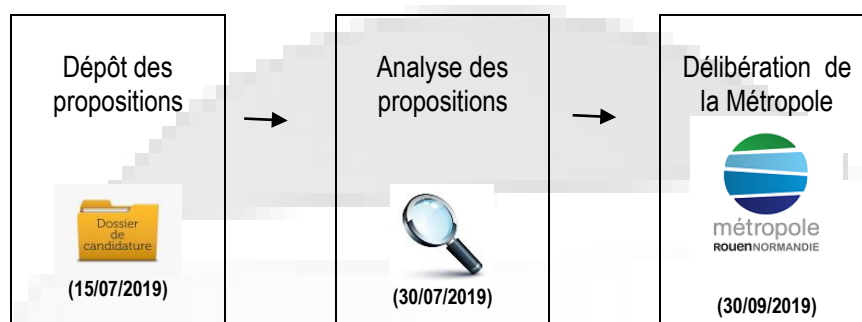 Dépôt des
propositions
Dossier
de
candidature
(15/07/2019)
Analyse des
propositions
(30/07/2019)
Délibération de
la Métropole
métropole
ROUENNORMANDIE
(30/09/2019)